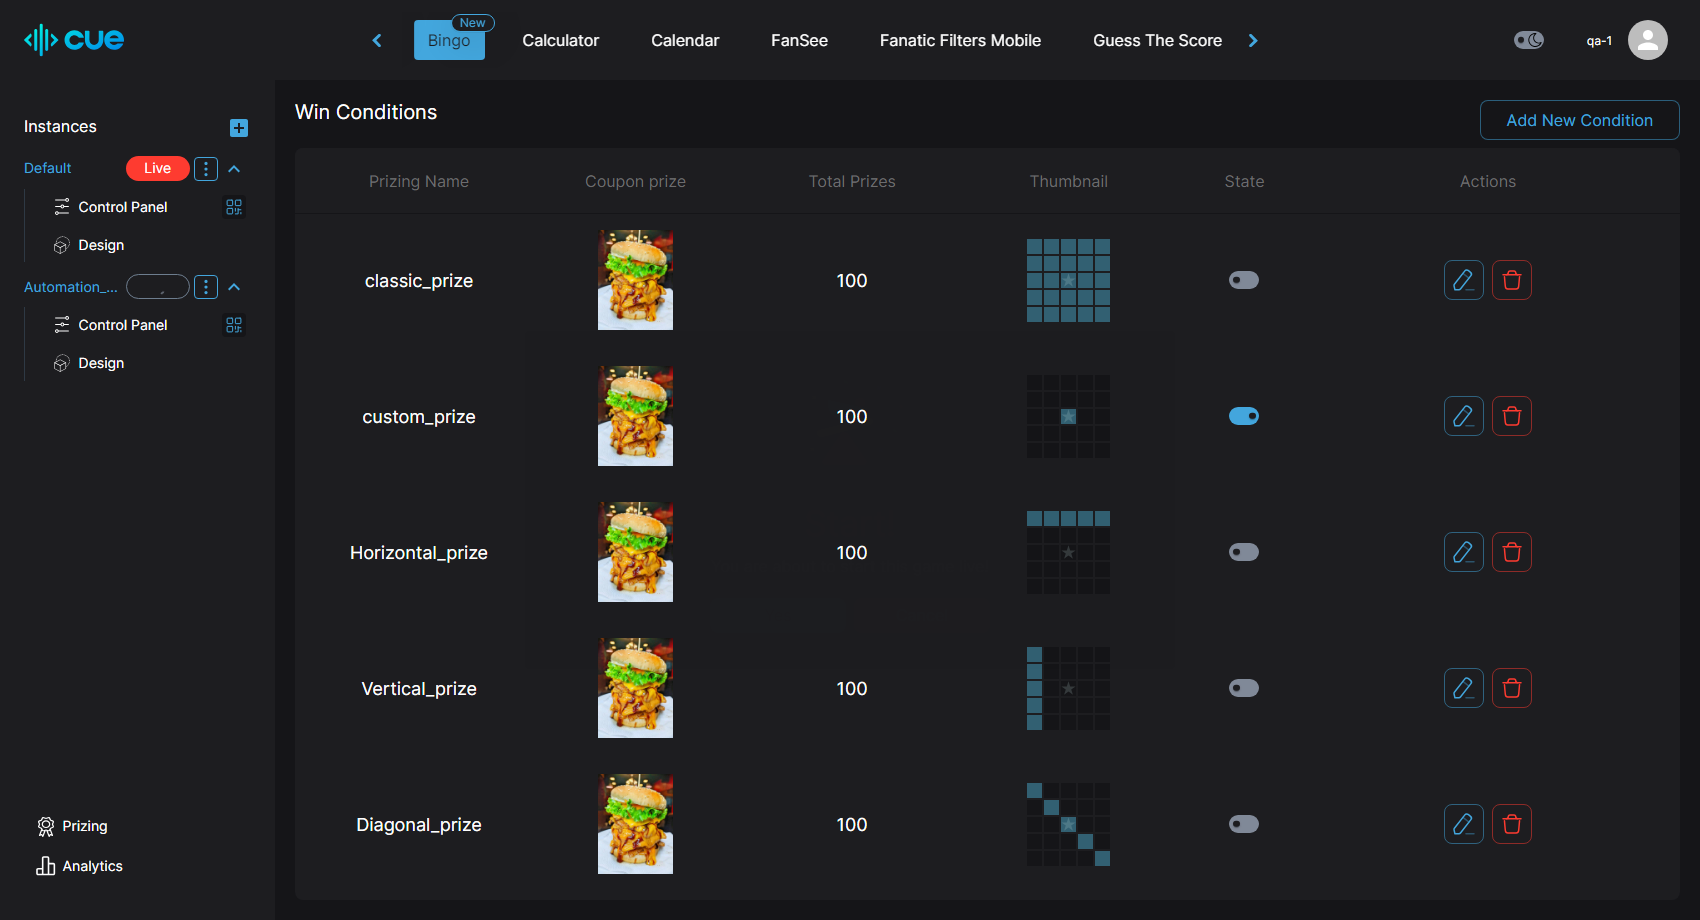 cue
New
Bingo
Calculator
Calendar
FanSee
Fanatic Filters Mobile
Guess The Score
qa-1
Instances
Default
Live
Control Panel
Design
Automation_...
Control Panel
Design
Prizing
Analytics
Win Conditions
Add New Condition
Prizing Name Coupon prize Total Prizes Thumbnail State Actions
classic_prize 100
custom_prize 100
Horizontal_prize 100
Vertical_prize 100
Diagonal_prize 100